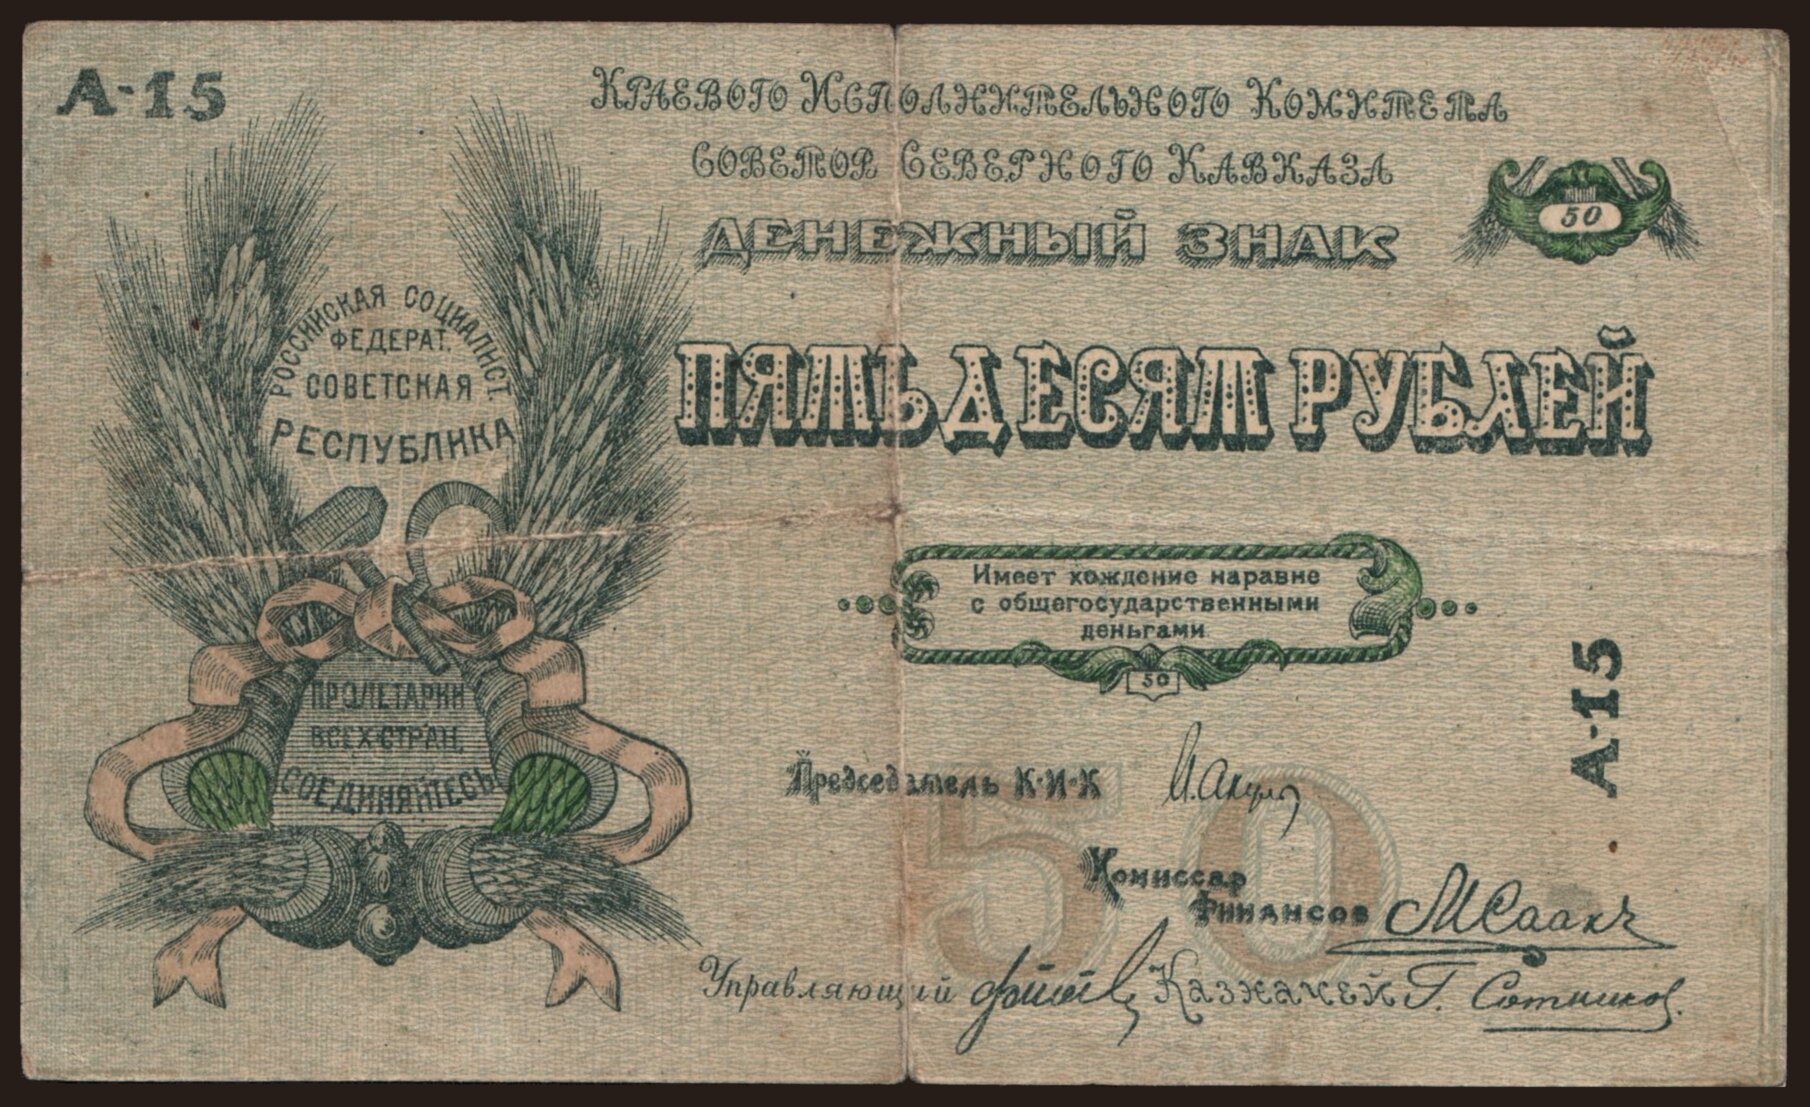 А-15
КРАЕВОГО ИСПОЛНИТЕЛЬНОГО КОМИТЕТА
СОВЕТОВ СЕВЕРНОГО КАВКАЗА
ДЕНЕЖНЫЙ ЗНАК
50
РОССИЙСКАЯ СОЦИАЛИСТ.
ФЕДЕРАТ.
СОВЕТСКАЯ
РЕСПУБЛИКА
ПЯТЬДЕСЯТ РУБЛЕЙ
Имеет хождение наравне
с общегосударственными
деньгами
50
А-15
ПРОЛЕТАРИИ
ВСЕХ СТРАН,
СОЕДИНЯЙТЕСЬ
Председатель К-И-К
50
Комиссар
Финансов
Управляющий
Казначей Г. Сотников.